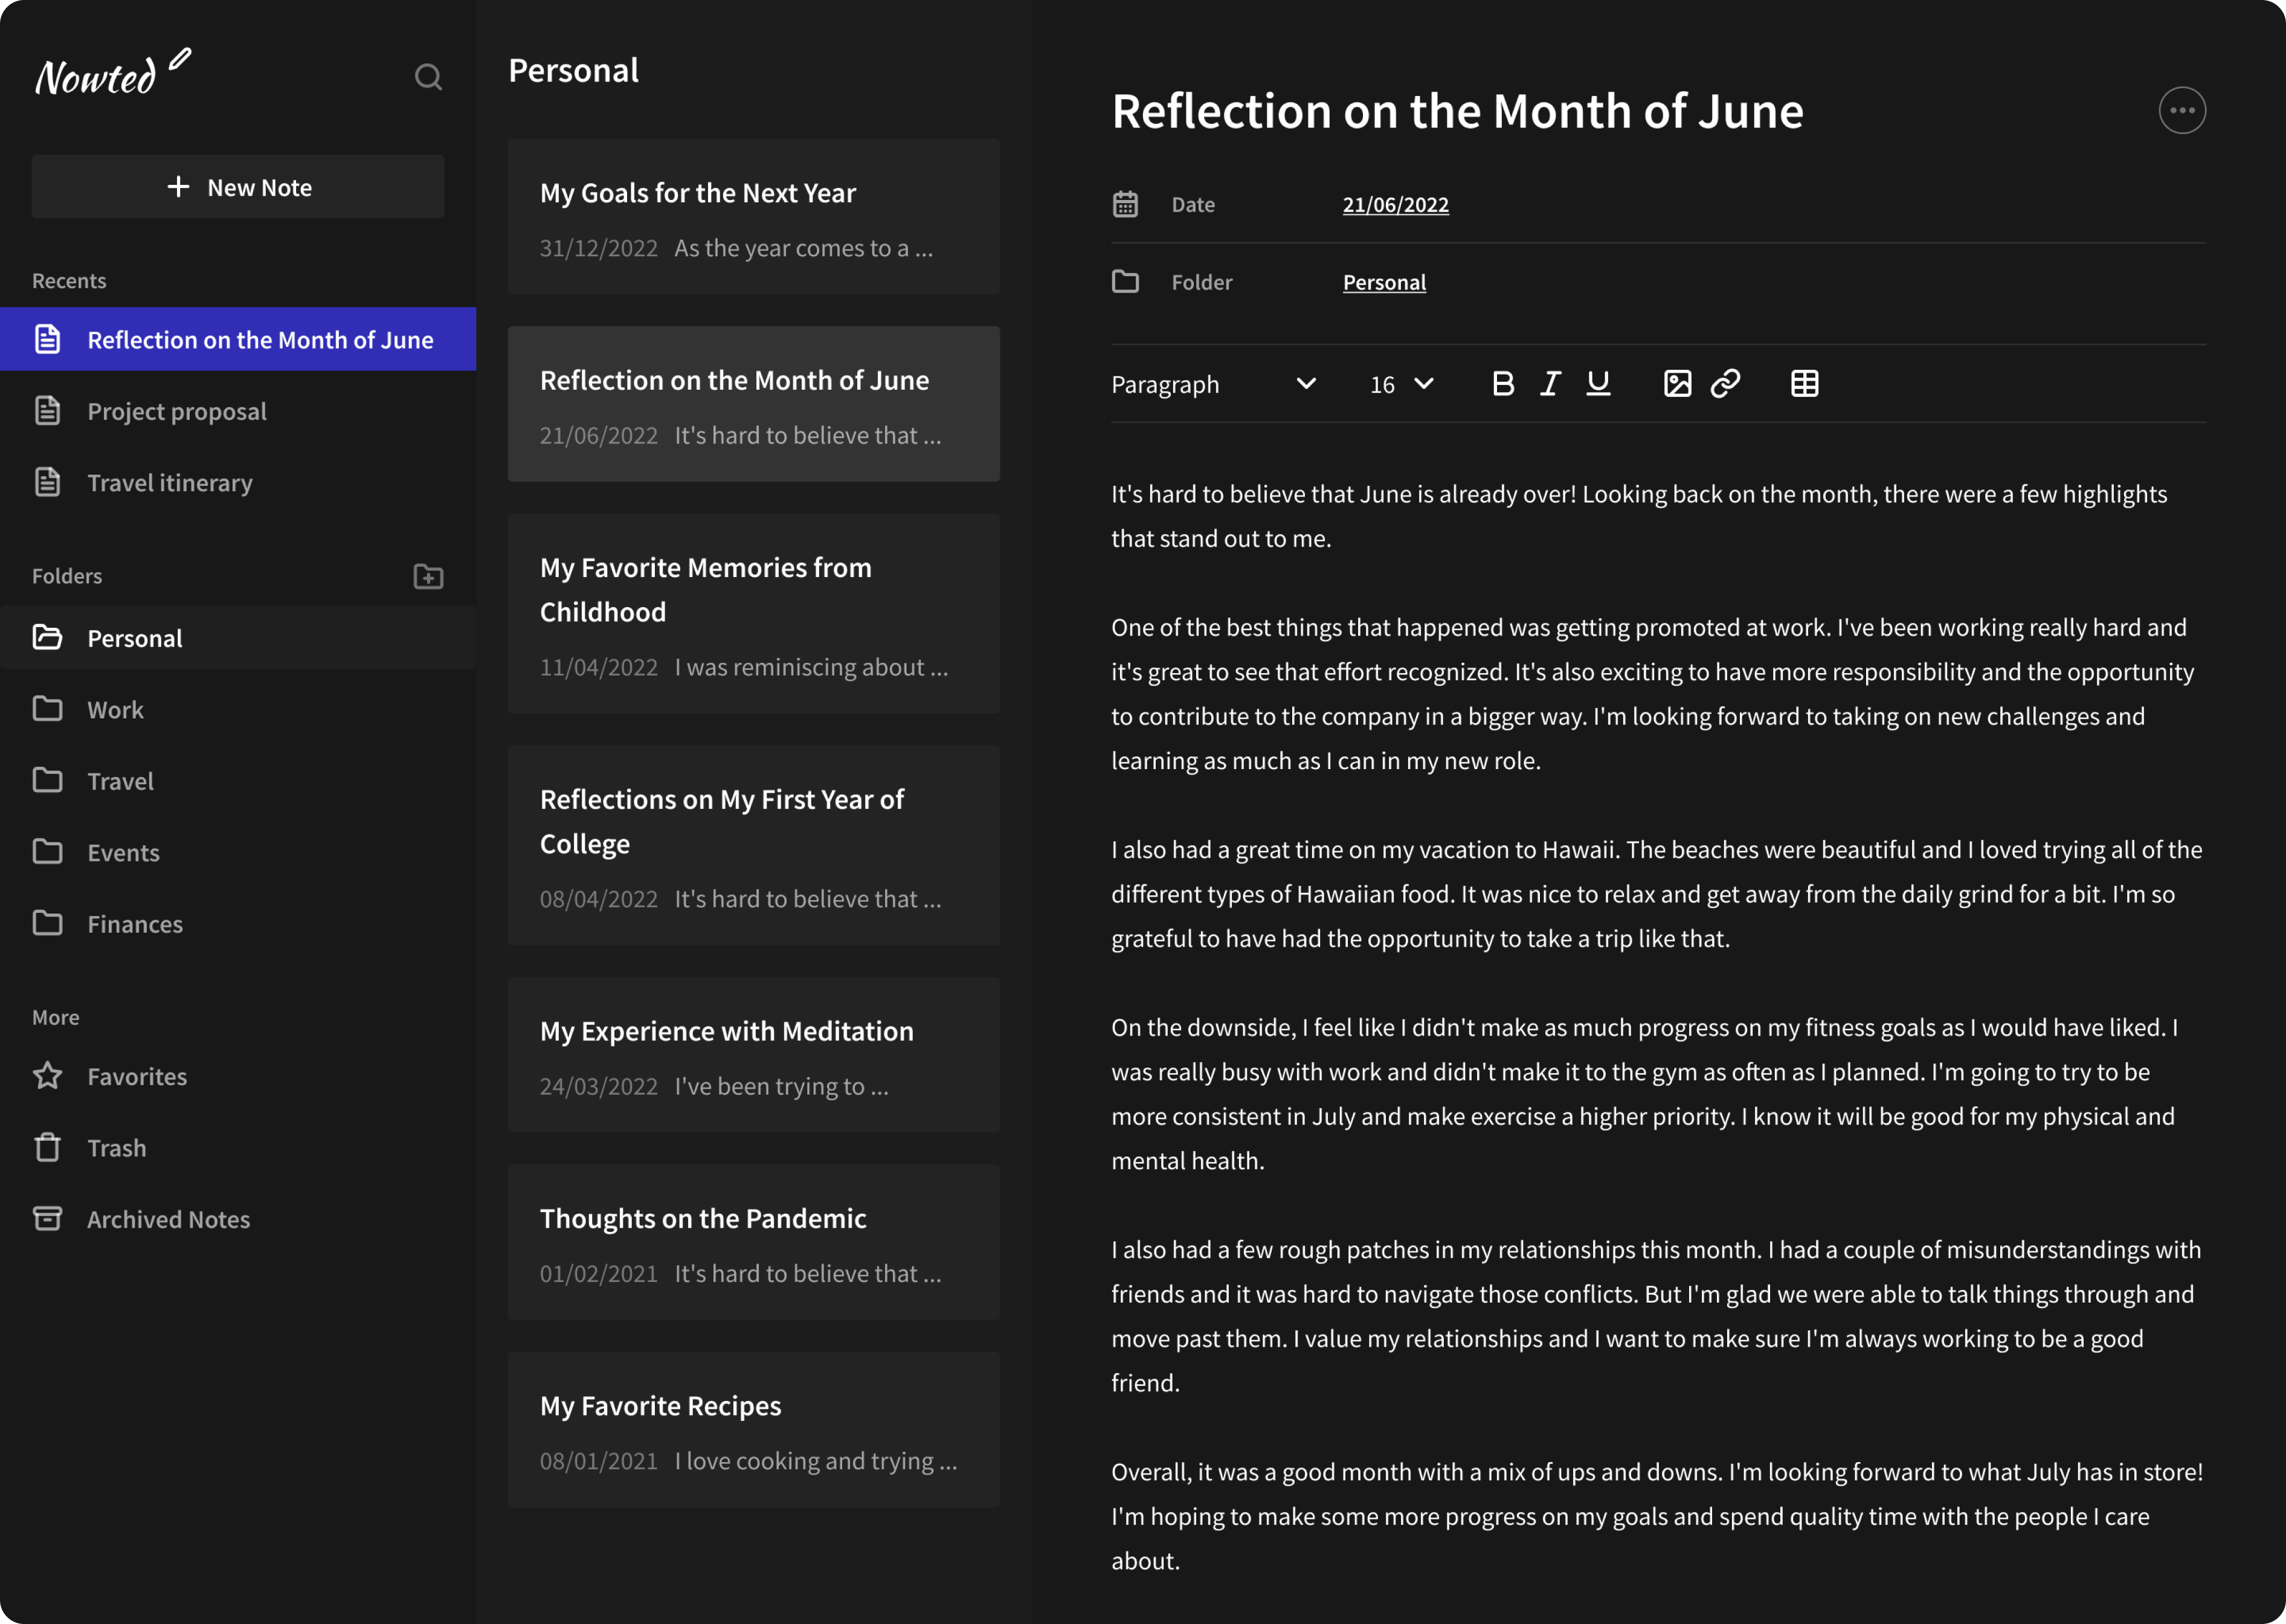 Nowted
New Note
Recents
Reflection on the Month of June
Project proposal
Travel itinerary
Folders
Personal
Work
Travel
Events
Finances
More
Favorites
Trash
Archived Notes
Personal
My Goals for the Next Year
31/12/2022 As the year comes to a ...
Reflection on the Month of June
21/06/2022 It's hard to believe that ...
My Favorite Memories from
Childhood
11/04/2022 I was reminiscing about ...
Reflections on My First Year of
College
08/04/2022 It's hard to believe that ...
My Experience with Meditation
24/03/2022 I've been trying to ...
Thoughts on the Pandemic
01/02/2021 It's hard to believe that ...
My Favorite Recipes
08/01/2021 I love cooking and trying ...
Reflection on the Month of June
Date 21/06/2022
Folder Personal
Paragraph 16 B I U
It's hard to believe that June is already over! Looking back on the month, there were a few highlights
that stand out to me.
One of the best things that happened was getting promoted at work. I've been working really hard and
it's great to see that effort recognized. It's also exciting to have more responsibility and the opportunity
to contribute to the company in a bigger way. I'm looking forward to taking on new challenges and
learning as much as I can in my new role.
I also had a great time on my vacation to Hawaii. The beaches were beautiful and I loved trying all of the
different types of Hawaiian food. It was nice to relax and get away from the daily grind for a bit. I'm so
grateful to have had the opportunity to take a trip like that.
On the downside, I feel like I didn't make as much progress on my fitness goals as I would have liked. I
was really busy with work and didn't make it to the gym as often as I planned. I'm going to try to be
more consistent in July and make exercise a higher priority. I know it will be good for my physical and
mental health.
I also had a few rough patches in my relationships this month. I had a couple of misunderstandings with
friends and it was hard to navigate those conflicts. But I'm glad we were able to talk things through and
move past them. I value my relationships and I want to make sure I'm always working to be a good
friend.
Overall, it was a good month with a mix of ups and downs. I'm looking forward to what July has in store!
I'm hoping to make some more progress on my goals and spend quality time with the people I care
about.